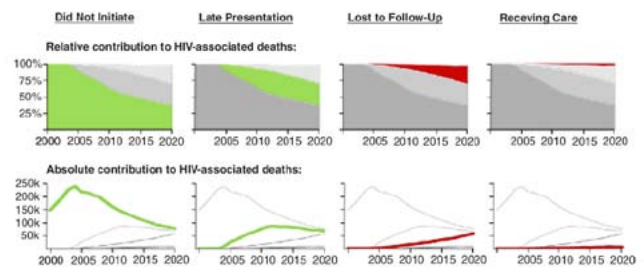 Did Not Initiate Late Presentation Lost to Follow-Up Receving Care
Relative contribution to HIV-associated deaths:
100%
75%
50%
25%
2000 2005 2010 2015 2020 2005 2010 2015 2020 2005 2010 2015 2020 2005 2010 2015 2020
Absolute contribution to HIV-associated deaths:
250k
200k
150k
100k
50k
2000 2005 2010 2015 2020 2005 2010 2015 2020 2005 2010 2015 2020 2005 2010 2015 2020